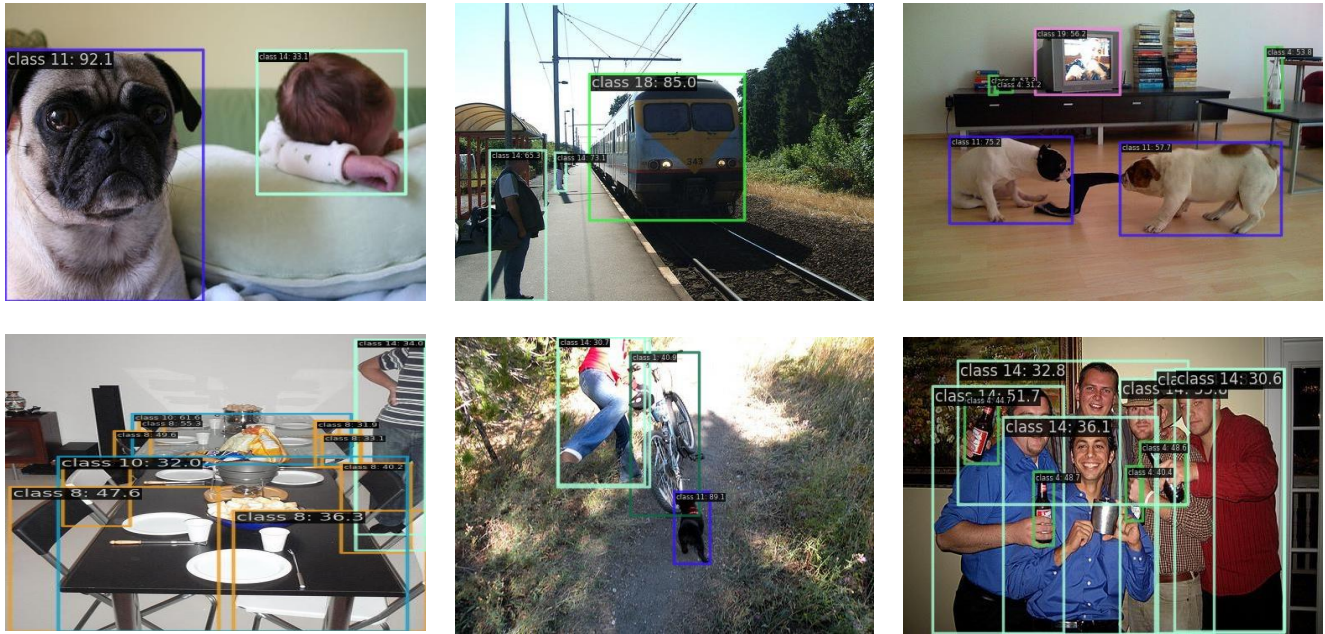 class 11: 92.1
class 14: 33.1
class 18: 85.0
class 14: 65.3
class 14: 73.1
343
class 19: 56.2
class 4: 53.8
class 4: 31.2
class 11: 75.2
class 11: 57.7
class 14: 34.0
class 10: 61.6
class 8: 55.3
class 8: 49.6
class 8: 31.9
class 8: 33.1
class 10: 32.0
class 8: 40.2
class 8: 47.6
class 8: 36.3
class 14: 30.7
class 1: 40.9
class 11: 89.1
class 14: 32.8
class 14: 30.6
class 4: 44.7
51.7
class 14: 36.1
class 4: 48.6
class 4: 40.4
class 4: 48.7